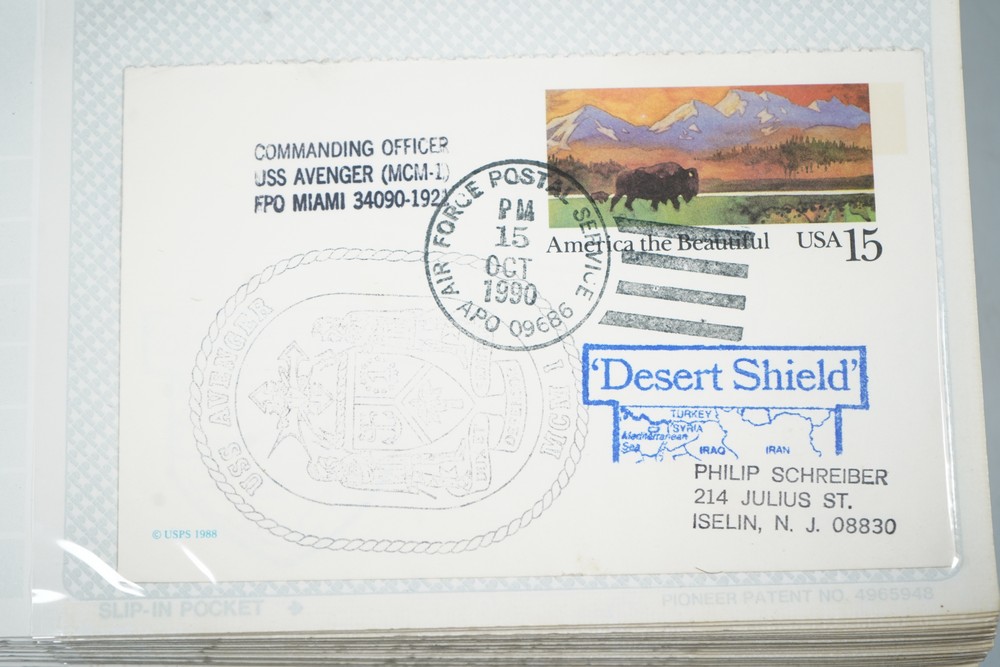 COMMANDING OFFICER
USS AVENGER (MCM-1)
FPO MIAMI 34090-1921
AIR FORCE POSTAL SERVICE
PM
15
OCT
1990
APO 09686
America the Beautiful USA 15
USS AVENGER
MCM 1
'Desert Shield'
TURKEY
SYRIA
Mediterranean
Sea
IRAQ IRAN
PHILIP SCHREIBER
214 JULIUS ST.
ISELIN, N. J. 08830
© USPS 1988
SLIP-IN POCKET
PIONEER PATENT NO. 4965948